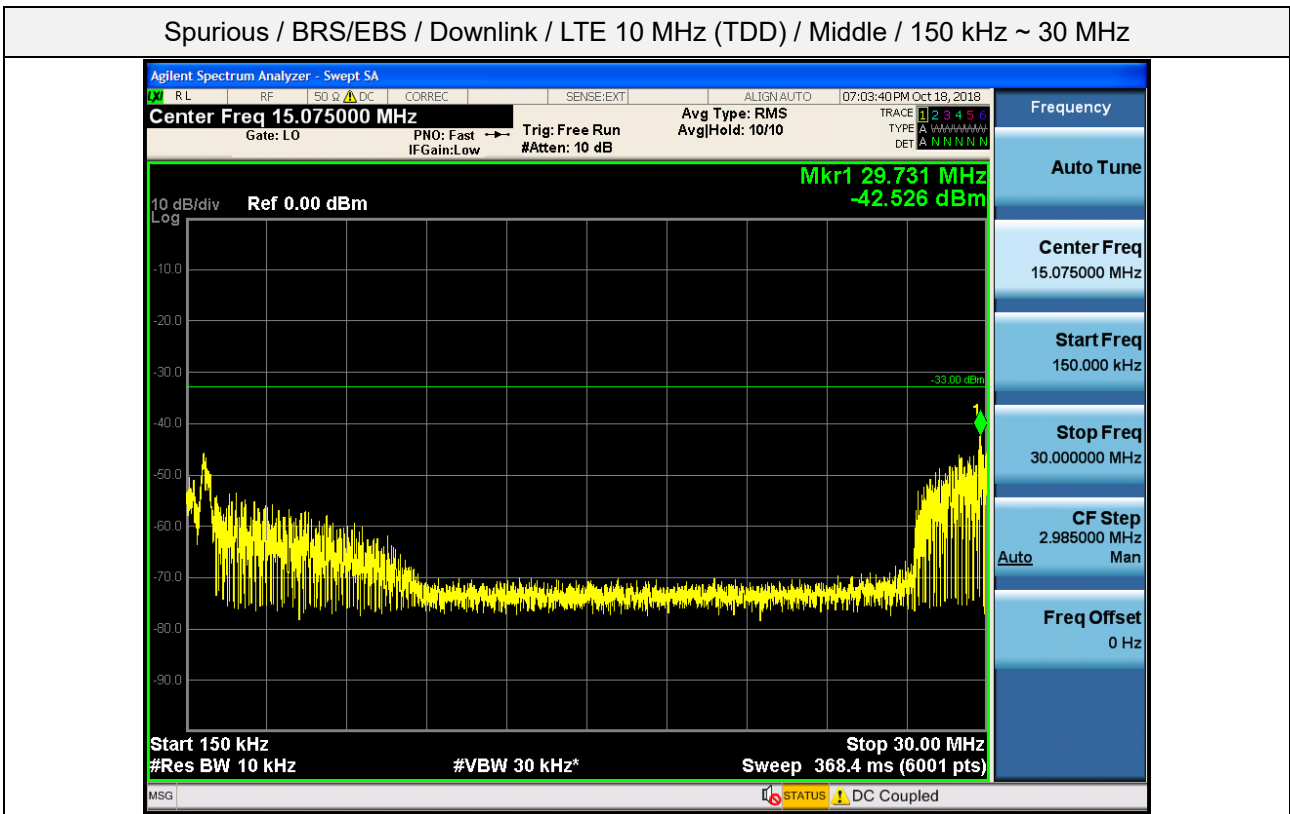 Spurious / BRS/EBS / Downlink / LTE 10 MHz (TDD) / Middle / 150 kHz ~ 30 MHz
Agilent Spectrum Analyzer - Swept SA
LXI RL RF 50 Ω DC CORREC SENSE:EXT ALIGN AUTO 07:03:40 PM Oct 18, 2018
Center Freq 15.075000 MHz
Gate: LO
PNO: Fast
IFGain:Low
Trig: Free Run
#Atten: 10 dB
Avg Type: RMS
Avg|Hold: 10/10
TRACE 1 2 3 4 5 6
TYPE A WWWWW
DET A N N N N N
Mkr1 29.731 MHz
-42.526 dBm
10 dB/div Ref 0.00 dBm
Log
-10.0
-20.0
-30.0
-33.00 dBm
1
-40.0
-50.0
-60.0
-70.0
-80.0
-90.0
Start 150 kHz Stop 30.00 MHz
#Res BW 10 kHz #VBW 30 kHz* Sweep 368.4 ms (6001 pts)
MSG STATUS DC Coupled
Frequency
Auto Tune
Center Freq
15.075000 MHz
Start Freq
150.000 kHz
Stop Freq
30.000000 MHz
CF Step
2.985000 MHz
Auto Man
Freq Offset
0 Hz